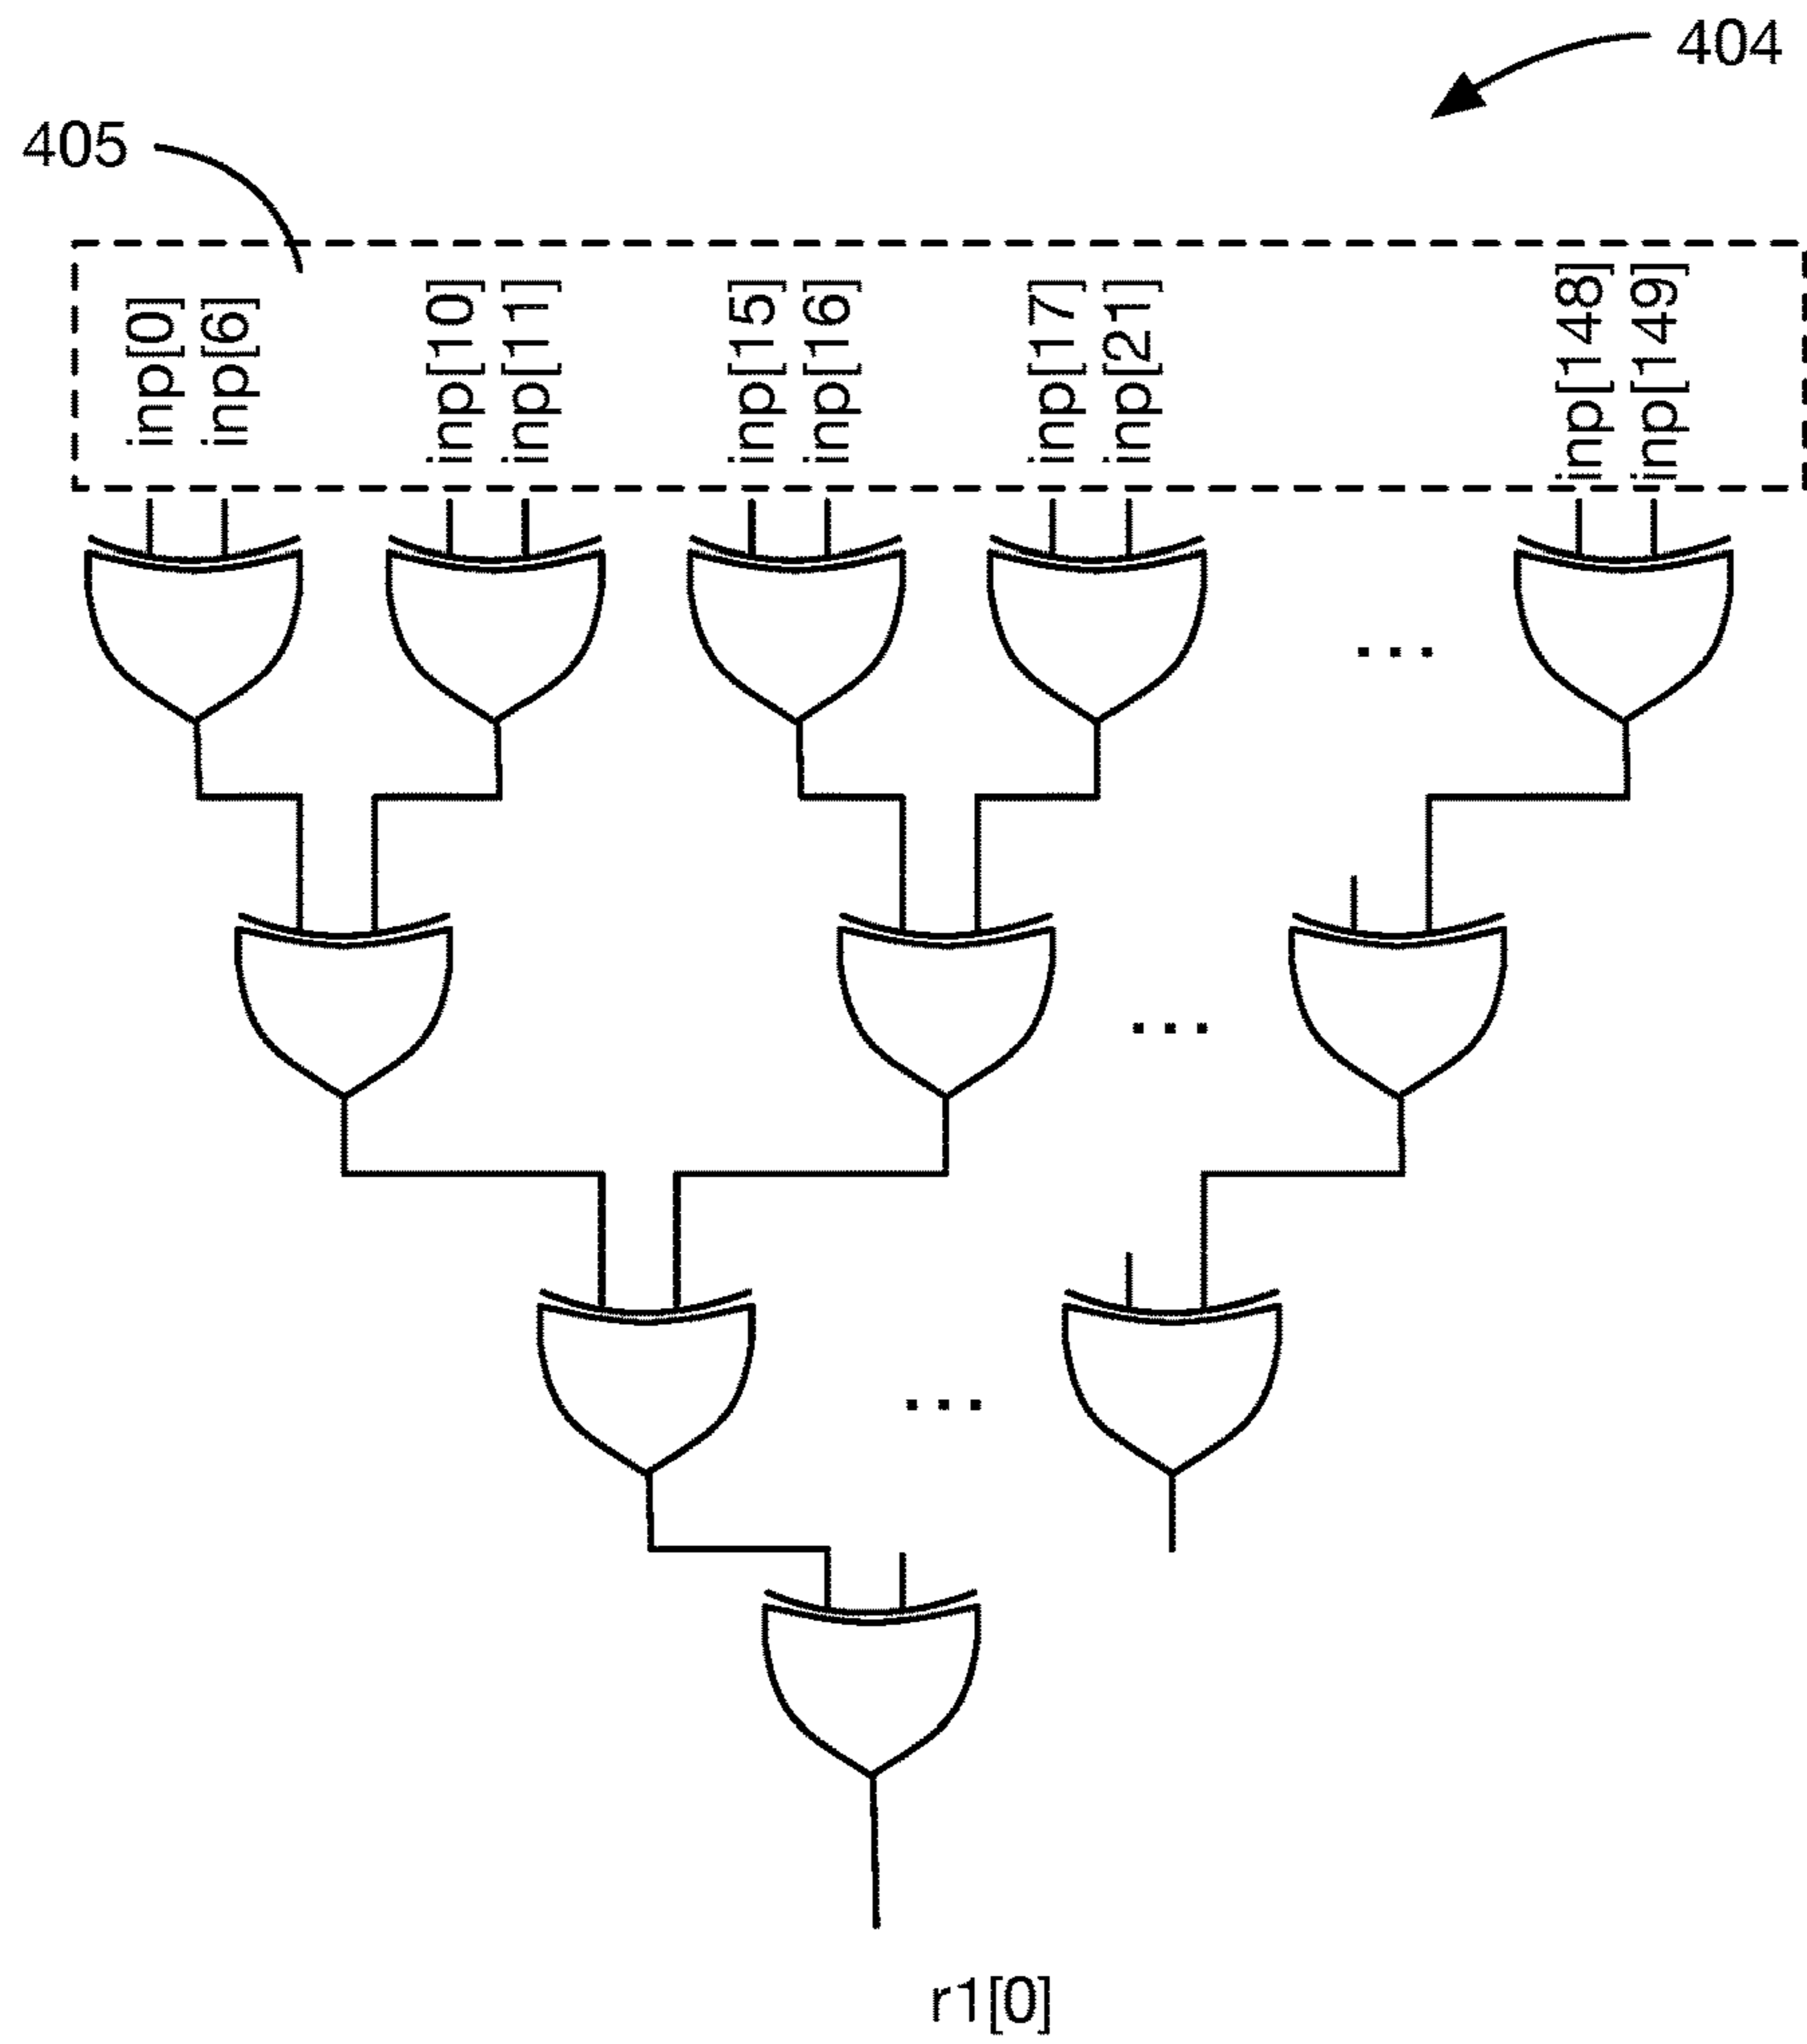 404
405
inp[0]
inp[6]
inp[10]
inp[11]
inp[15]
inp[16]
inp[17]
inp[21]
inp[148]
inp[149]
...
...
...
r1[0]